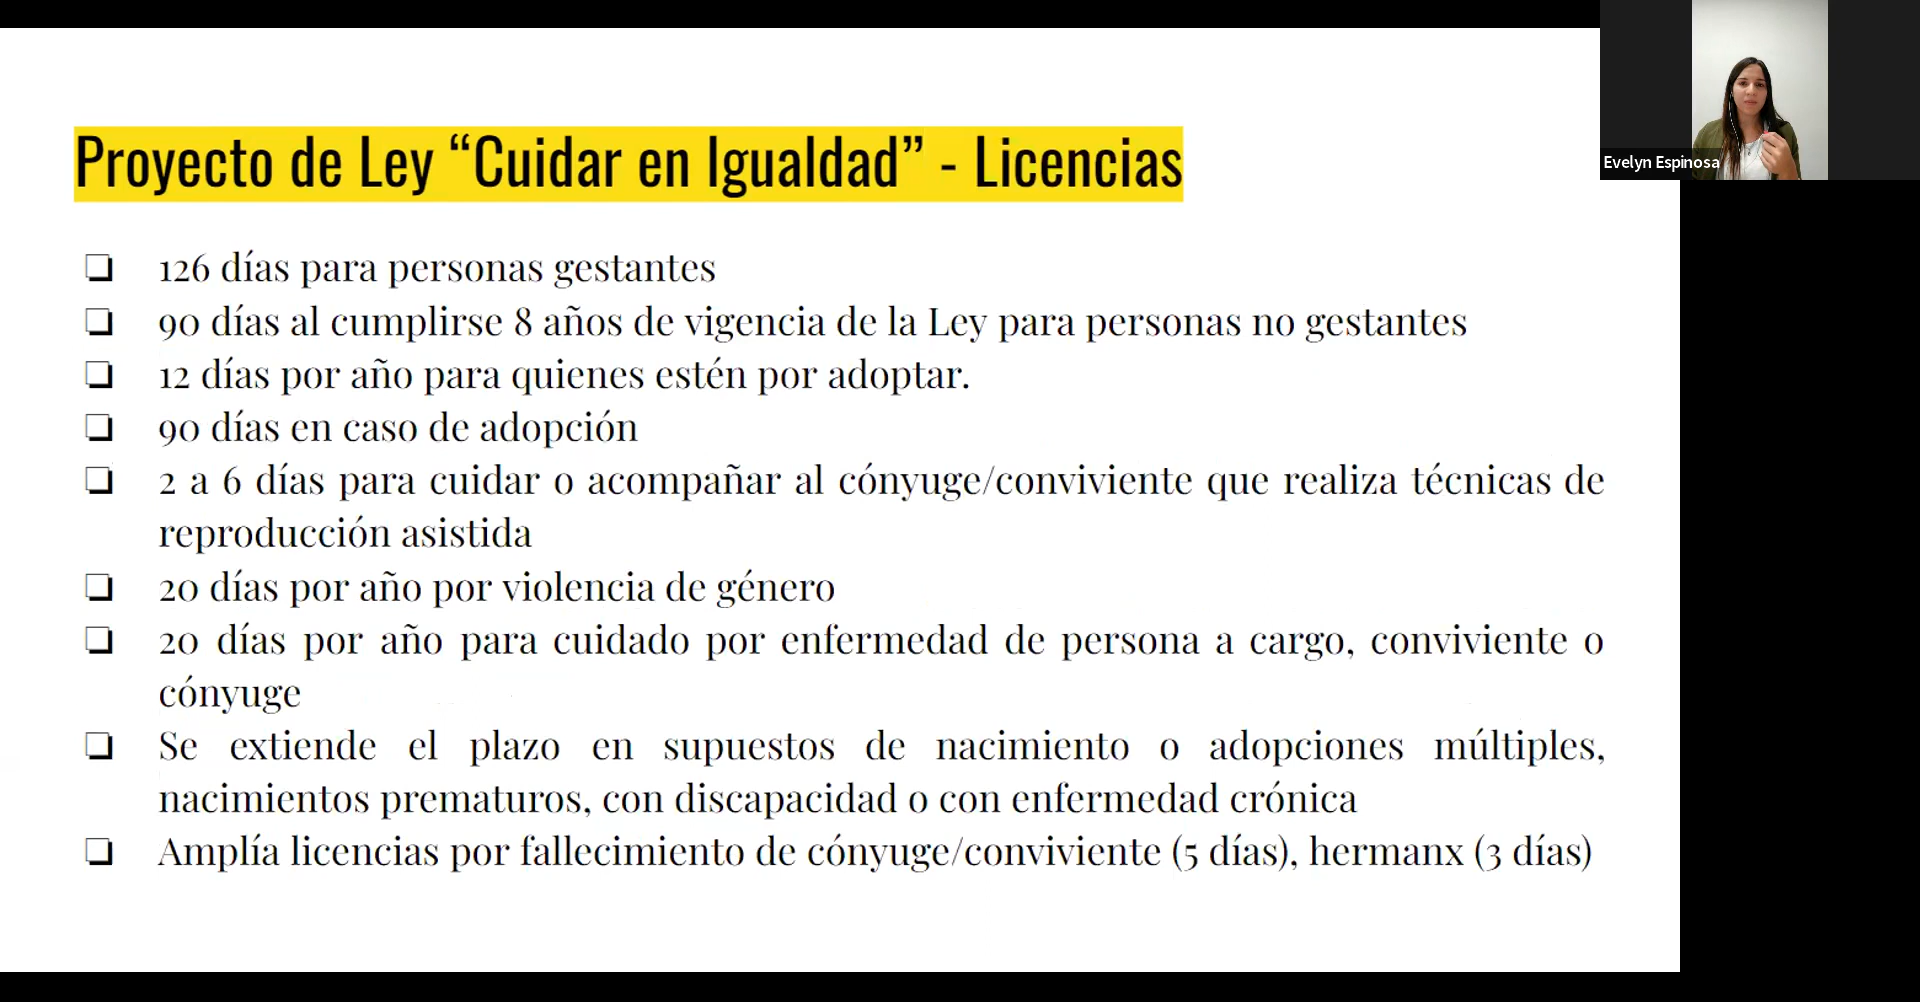 Proyecto de Ley “Cuidar en Igualdad” - Licencias
Evelyn Espinosa
❏ 126 días para personas gestantes
❏ 90 días al cumplirse 8 años de vigencia de la Ley para personas no gestantes
❏ 12 días por año para quienes estén por adoptar.
❏ 90 días en caso de adopción
❏ 2 a 6 días para cuidar o acompañar al cónyuge/conviviente que realiza técnicas de
reproducción asistida
❏ 20 días por año por violencia de género
❏ 20 días por año para cuidado por enfermedad de persona a cargo, conviviente o
cónyuge
❏ Se extiende el plazo en supuestos de nacimiento o adopciones múltiples,
nacimientos prematuros, con discapacidad o con enfermedad crónica
❏ Amplía licencias por fallecimiento de cónyuge/conviviente (5 días), hermanx (3 días)